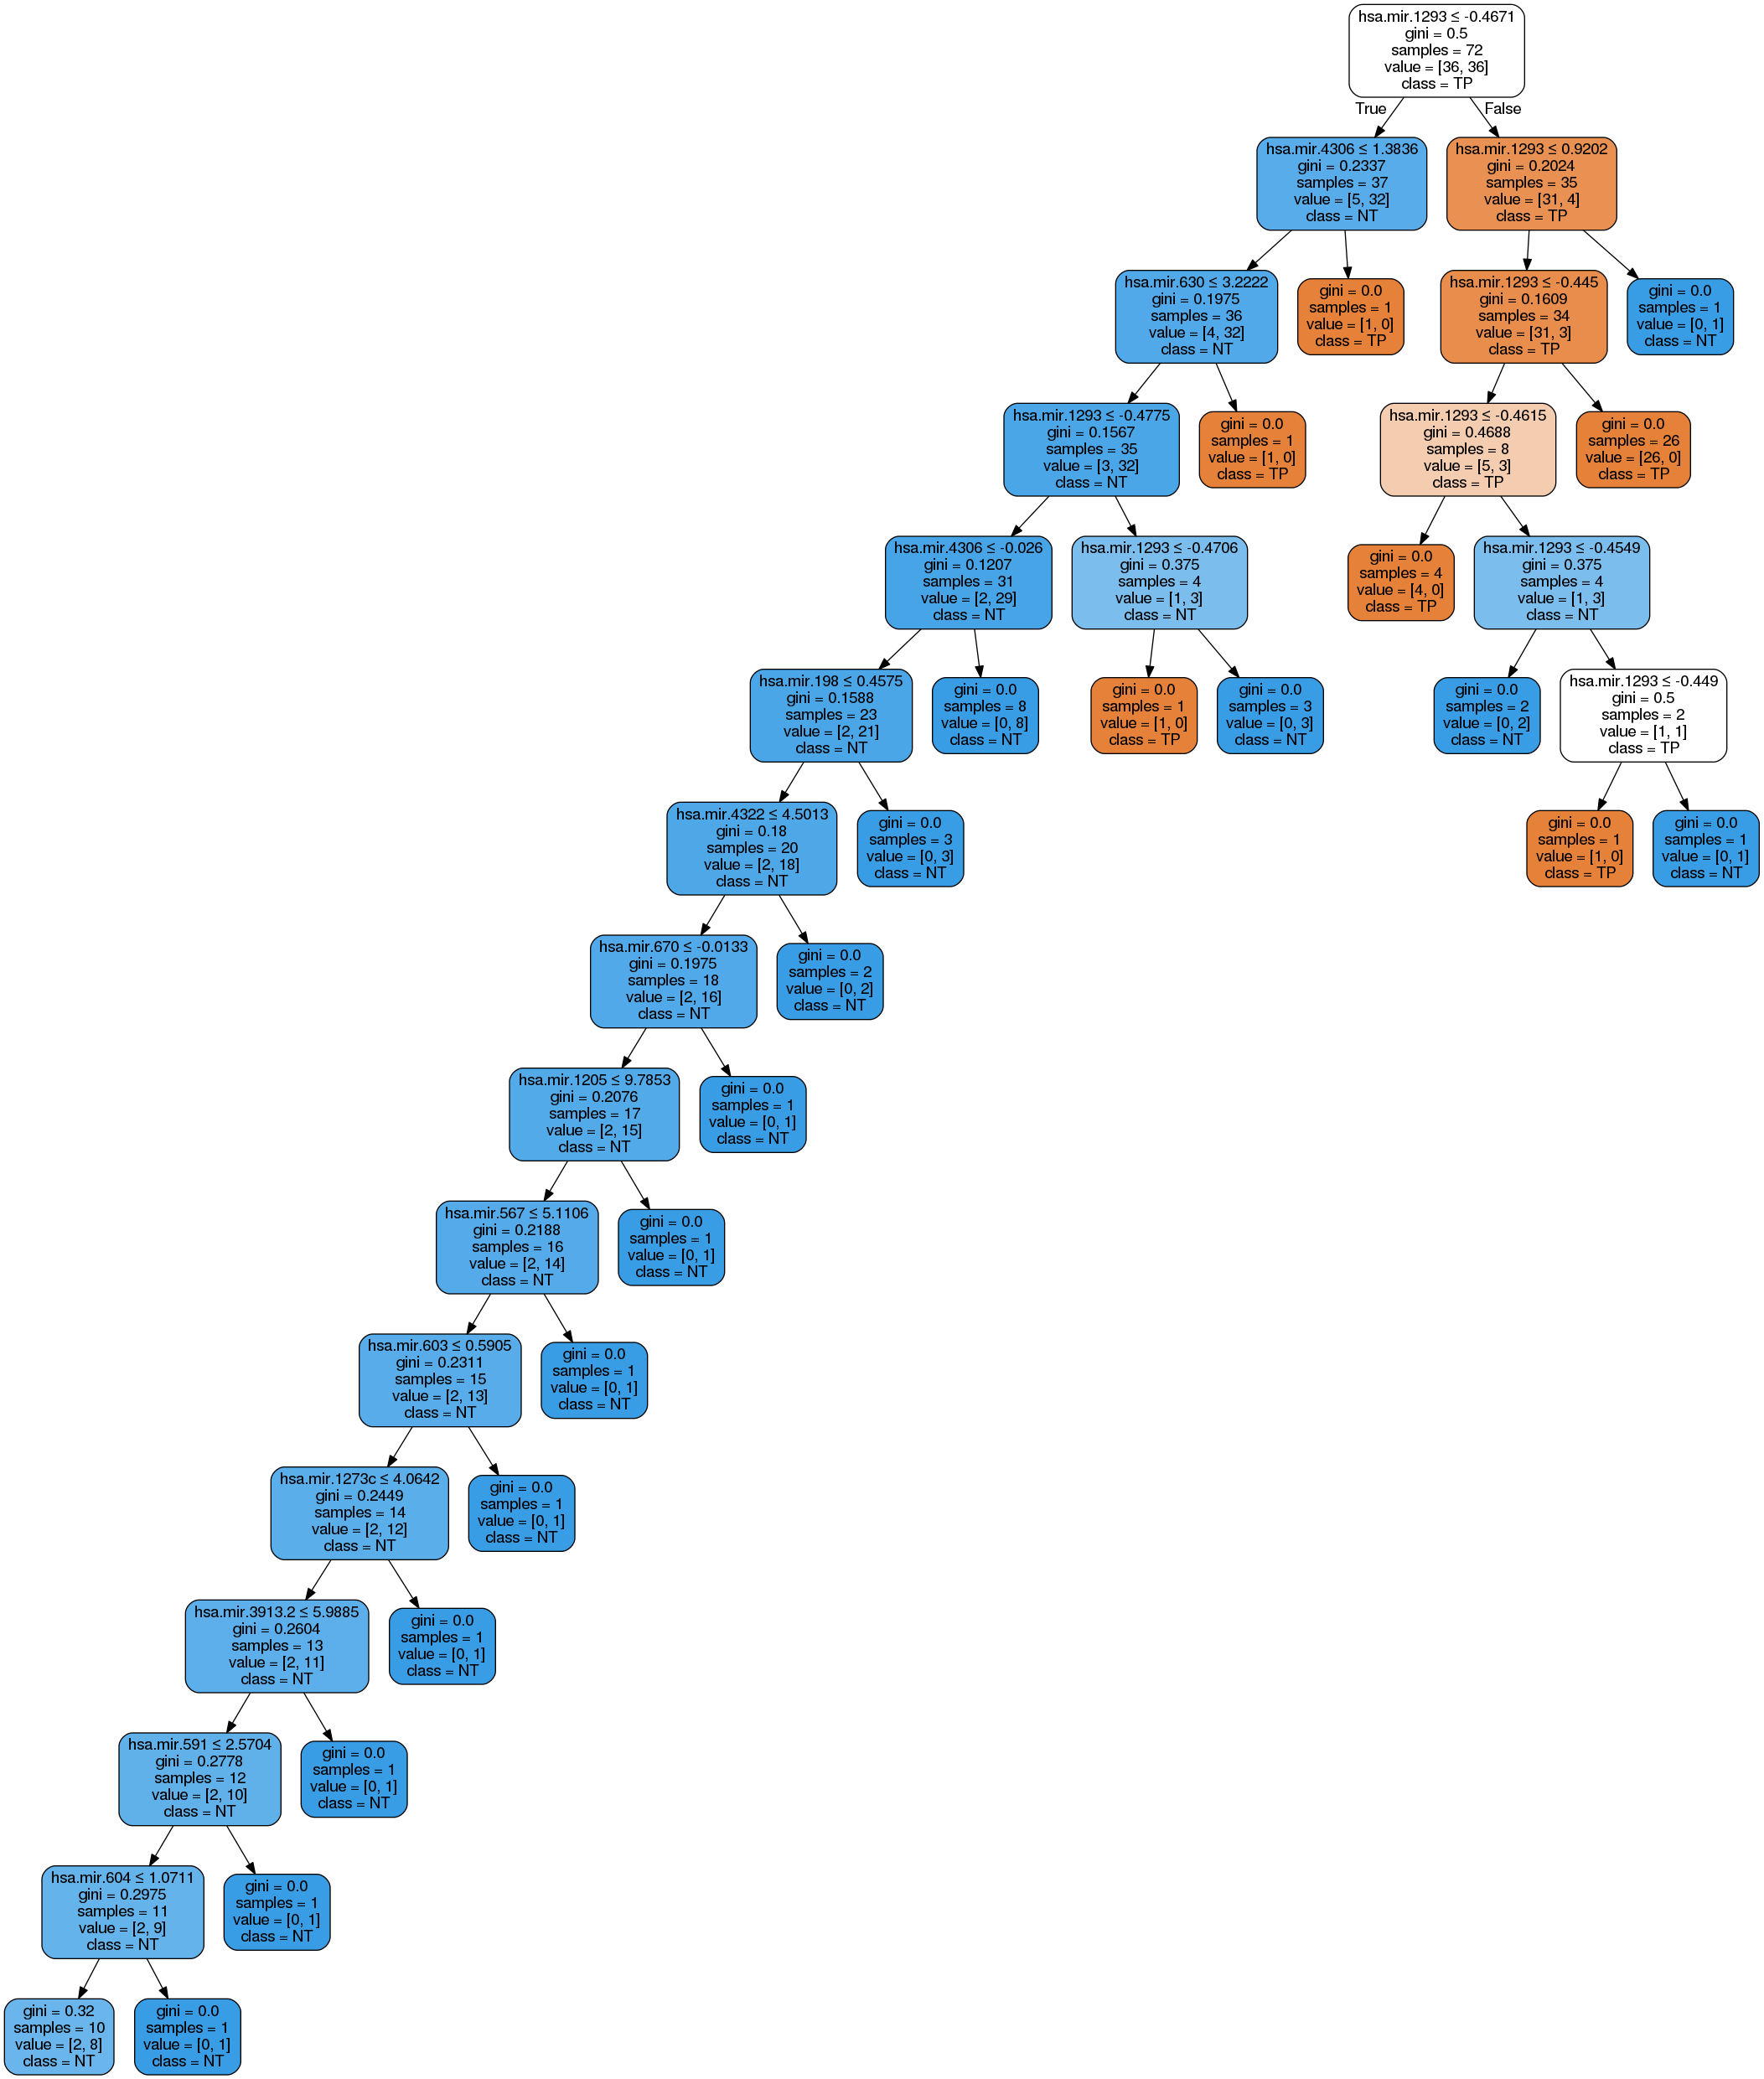 hsa.mir.1293 ≤ -0.4671
gini = 0.5
samples = 72
value = [36, 36]
class = TP
True
False
hsa.mir.4306 ≤ 1.3836
gini = 0.2337
samples = 37
value = [5, 32]
class = NT
hsa.mir.1293 ≤ 0.9202
gini = 0.2024
samples = 35
value = [31, 4]
class = TP
hsa.mir.630 ≤ 3.2222
gini = 0.1975
samples = 36
value = [4, 32]
class = NT
gini = 0.0
samples = 1
value = [1, 0]
class = TP
hsa.mir.1293 ≤ -0.445
gini = 0.1609
samples = 34
value = [31, 3]
class = TP
gini = 0.0
samples = 1
value = [0, 1]
class = NT
hsa.mir.1293 ≤ -0.4775
gini = 0.1567
samples = 35
value = [3, 32]
class = NT
gini = 0.0
samples = 1
value = [1, 0]
class = TP
hsa.mir.1293 ≤ -0.4615
gini = 0.4688
samples = 8
value = [5, 3]
class = TP
gini = 0.0
samples = 26
value = [26, 0]
class = TP
hsa.mir.4306 ≤ -0.026
gini = 0.1207
samples = 31
value = [2, 29]
class = NT
hsa.mir.1293 ≤ -0.4706
gini = 0.375
samples = 4
value = [1, 3]
class = NT
gini = 0.0
samples = 4
value = [4, 0]
class = TP
hsa.mir.1293 ≤ -0.4549
gini = 0.375
samples = 4
value = [1, 3]
class = NT
hsa.mir.198 ≤ 0.4575
gini = 0.1588
samples = 23
value = [2, 21]
class = NT
gini = 0.0
samples = 8
value = [0, 8]
class = NT
gini = 0.0
samples = 1
value = [1, 0]
class = TP
gini = 0.0
samples = 3
value = [0, 3]
class = NT
gini = 0.0
samples = 2
value = [0, 2]
class = NT
hsa.mir.1293 ≤ -0.449
gini = 0.5
samples = 2
value = [1, 1]
class = TP
hsa.mir.4322 ≤ 4.5013
gini = 0.18
samples = 20
value = [2, 18]
class = NT
gini = 0.0
samples = 3
value = [0, 3]
class = NT
gini = 0.0
samples = 1
value = [1, 0]
class = TP
gini = 0.0
samples = 1
value = [0, 1]
class = NT
hsa.mir.670 ≤ -0.0133
gini = 0.1975
samples = 18
value = [2, 16]
class = NT
gini = 0.0
samples = 2
value = [0, 2]
class = NT
hsa.mir.1205 ≤ 9.7853
gini = 0.2076
samples = 17
value = [2, 15]
class = NT
gini = 0.0
samples = 1
value = [0, 1]
class = NT
hsa.mir.567 ≤ 5.1106
gini = 0.2188
samples = 16
value = [2, 14]
class = NT
gini = 0.0
samples = 1
value = [0, 1]
class = NT
hsa.mir.603 ≤ 0.5905
gini = 0.2311
samples = 15
value = [2, 13]
class = NT
gini = 0.0
samples = 1
value = [0, 1]
class = NT
hsa.mir.1273c ≤ 4.0642
gini = 0.2449
samples = 14
value = [2, 12]
class = NT
gini = 0.0
samples = 1
value = [0, 1]
class = NT
hsa.mir.3913.2 ≤ 5.9885
gini = 0.2604
samples = 13
value = [2, 11]
class = NT
gini = 0.0
samples = 1
value = [0, 1]
class = NT
hsa.mir.591 ≤ 2.5704
gini = 0.2778
samples = 12
value = [2, 10]
class = NT
gini = 0.0
samples = 1
value = [0, 1]
class = NT
hsa.mir.604 ≤ 1.0711
gini = 0.2975
samples = 11
value = [2, 9]
class = NT
gini = 0.0
samples = 1
value = [0, 1]
class = NT
gini = 0.32
samples = 10
value = [2, 8]
class = NT
gini = 0.0
samples = 1
value = [0, 1]
class = NT